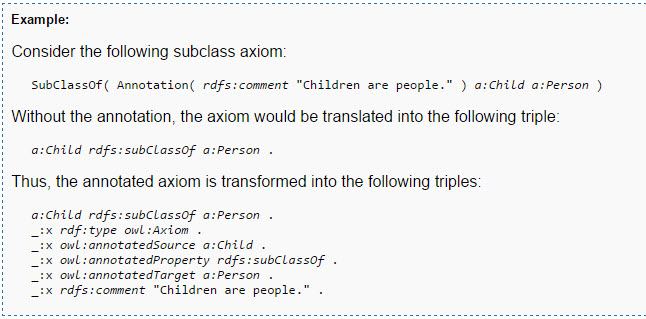 Example:
Consider the following subclass axiom:
SubClassOf( Annotation( rdfs:comment "Children are people." ) a:Child a:Person )
Without the annotation, the axiom would be translated into the following triple:
a:Child rdfs:subClassOf a:Person .
Thus, the annotated axiom is transformed into the following triples:
a:Child rdfs:subClassOf a:Person .
_:x rdf:type owl:Axiom .
_:x owl:annotatedSource a:Child .
_:x owl:annotatedProperty rdfs:subClassOf .
_:x owl:annotatedTarget a:Person .
_:x rdfs:comment "Children are people." .